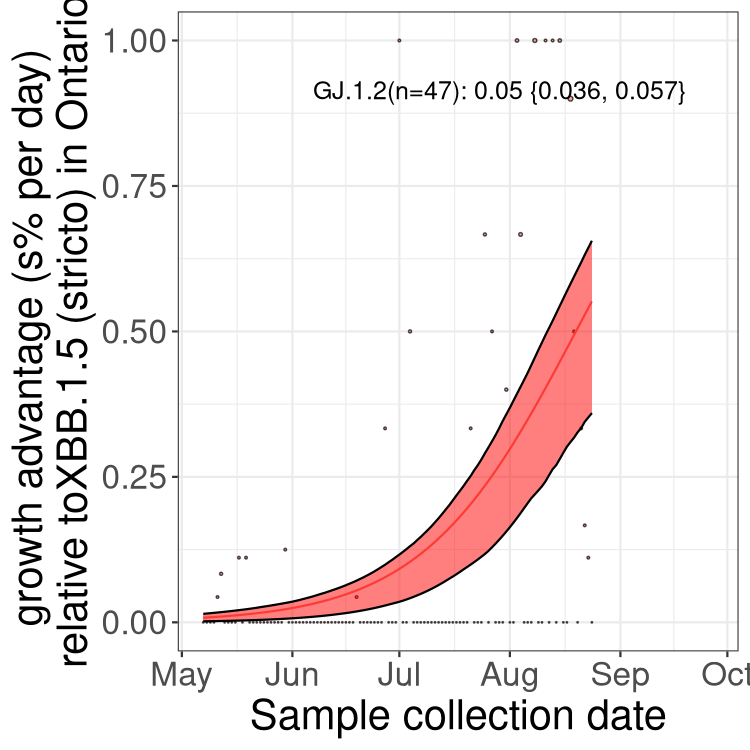 growth advantage (s% per day)
relative toXBB.1.5 (stricto) in Ontario
1.00
0.75
0.50
0.25
0.00
GJ.1.2(n=47): 0.05 {0.036, 0.057}
May Jun Jul Aug Sep Oct
Sample collection date